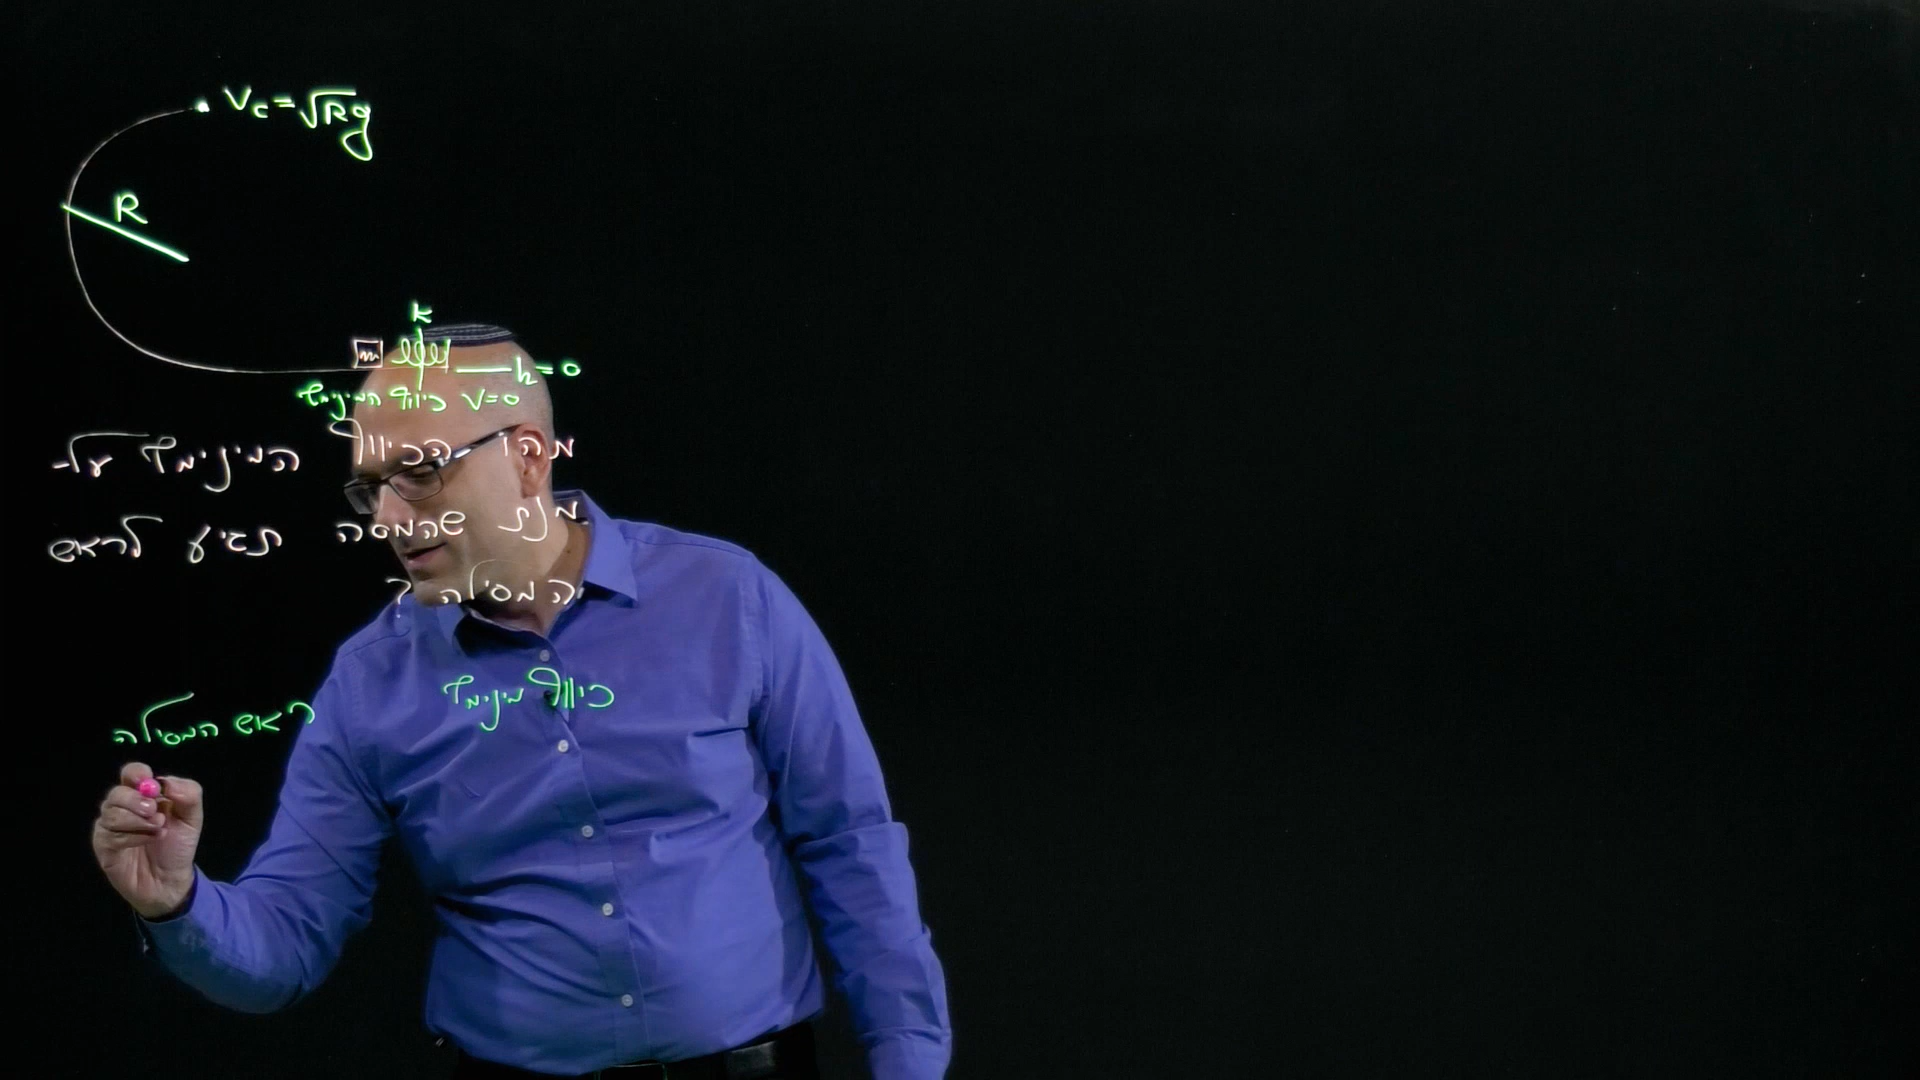 Vc=√Rg
R
k
m
h=0
כיווץ המינימלי V=0
מהו הכיווץ המינימלי על-
מנת שהמסה תגיע לראש
המסילה ?
כיווץ מינימלי
ראש המסילה